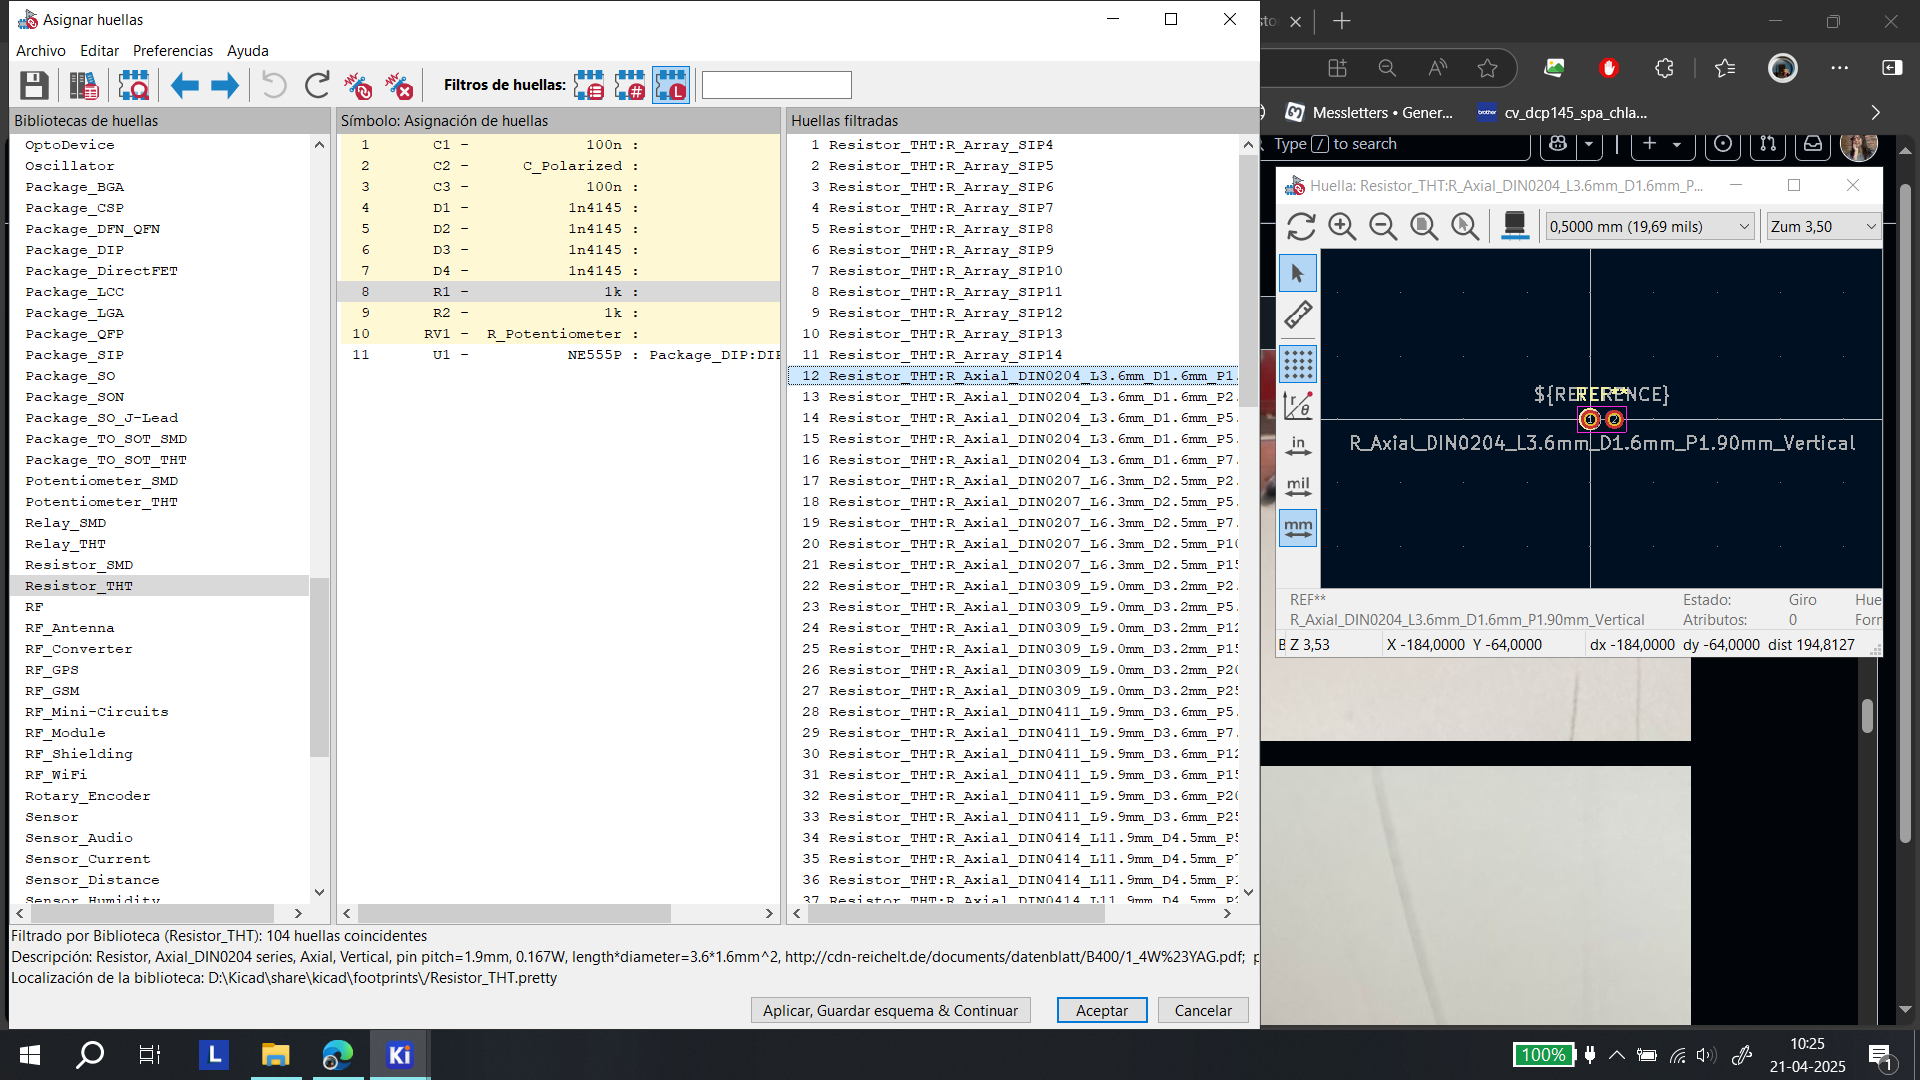 Asignar huellas
Archivo Editar Preferencias Ayuda
Filtros de huellas:
Bibliotecas de huellas
OptoDevice
Oscillator
Package_BGA
Package_CSP
Package_DFN_QFN
Package_DIP
Package_DirectFET
Package_LCC
Package_LGA
Package_QFP
Package_SIP
Package_SO
Package_SON
Package_SO_J-Lead
Package_TO_SOT_SMD
Package_TO_SOT_THT
Potentiometer_SMD
Potentiometer_THT
Relay_SMD
Relay_THT
Resistor_SMD
Resistor_THT
RF
RF_Antenna
RF_Converter
RF_GPS
RF_GSM
RF_Mini-Circuits
RF_Module
RF_Shielding
RF_WiFi
Rotary_Encoder
Sensor
Sensor_Audio
Sensor_Current
Sensor_Distance
Sensor_Humidity
Símbolo: Asignación de huellas
1 C1 - 100n :
2 C2 - C_Polarized :
3 C3 - 100n :
4 D1 - 1n4145 :
5 D2 - 1n4145 :
6 D3 - 1n4145 :
7 D4 - 1n4145 :
8 R1 - 1k :
9 R2 - 1k :
10 RV1 - R_Potentiometer :
11 U1 - NE555P : Package_DIP:DIP
Huellas filtradas
1 Resistor_THT:R_Array_SIP4
2 Resistor_THT:R_Array_SIP5
3 Resistor_THT:R_Array_SIP6
4 Resistor_THT:R_Array_SIP7
5 Resistor_THT:R_Array_SIP8
6 Resistor_THT:R_Array_SIP9
7 Resistor_THT:R_Array_SIP10
8 Resistor_THT:R_Array_SIP11
9 Resistor_THT:R_Array_SIP12
10 Resistor_THT:R_Array_SIP13
11 Resistor_THT:R_Array_SIP14
12 Resistor_THT:R_Axial_DIN0204_L3.6mm_D1.6mm_P1.
13 Resistor_THT:R_Axial_DIN0204_L3.6mm_D1.6mm_P2.
14 Resistor_THT:R_Axial_DIN0204_L3.6mm_D1.6mm_P5.
15 Resistor_THT:R_Axial_DIN0204_L3.6mm_D1.6mm_P5.
16 Resistor_THT:R_Axial_DIN0204_L3.6mm_D1.6mm_P7.
17 Resistor_THT:R_Axial_DIN0207_L6.3mm_D2.5mm_P2.
18 Resistor_THT:R_Axial_DIN0207_L6.3mm_D2.5mm_P5.
19 Resistor_THT:R_Axial_DIN0207_L6.3mm_D2.5mm_P7.
20 Resistor_THT:R_Axial_DIN0207_L6.3mm_D2.5mm_P10
21 Resistor_THT:R_Axial_DIN0207_L6.3mm_D2.5mm_P15
22 Resistor_THT:R_Axial_DIN0309_L9.0mm_D3.2mm_P2.
23 Resistor_THT:R_Axial_DIN0309_L9.0mm_D3.2mm_P5.
24 Resistor_THT:R_Axial_DIN0309_L9.0mm_D3.2mm_P12
25 Resistor_THT:R_Axial_DIN0309_L9.0mm_D3.2mm_P15
26 Resistor_THT:R_Axial_DIN0309_L9.0mm_D3.2mm_P20
27 Resistor_THT:R_Axial_DIN0309_L9.0mm_D3.2mm_P25
28 Resistor_THT:R_Axial_DIN0411_L9.9mm_D3.6mm_P5.
29 Resistor_THT:R_Axial_DIN0411_L9.9mm_D3.6mm_P7.
30 Resistor_THT:R_Axial_DIN0411_L9.9mm_D3.6mm_P12
31 Resistor_THT:R_Axial_DIN0411_L9.9mm_D3.6mm_P15
32 Resistor_THT:R_Axial_DIN0411_L9.9mm_D3.6mm_P20
33 Resistor_THT:R_Axial_DIN0411_L9.9mm_D3.6mm_P25
34 Resistor_THT:R_Axial_DIN0414_L11.9mm_D4.5mm_P5
35 Resistor_THT:R_Axial_DIN0414_L11.9mm_D4.5mm_P7
36 Resistor_THT:R_Axial_DIN0414_L11.9mm_D4.5mm_P1
37 Resistor_THT:R_Axial_DIN0414_L11.9mm_D4.5mm_P2
Filtrado por Biblioteca (Resistor_THT): 104 huellas coincidentes
Descripción: Resistor, Axial_DIN0204 series, Axial, Vertical, pin pitch=1.9mm, 0.167W, length*diameter=3.6*1.6mm^2, http://cdn-reichelt.de/documents/datenblatt/B400/1_4W%23YAG.pdf; p
Localización de la biblioteca: D:\Kicad\share\kicad\footprints\/Resistor_THT.pretty
Aplicar, Guardar esquema & Continuar
Aceptar
Cancelar
Messletters • Gener...
cv_dcp145_spa_chla...
Type / to search
Huella: Resistor_THT:R_Axial_DIN0204_L3.6mm_D1.6mm_P...
0,5000 mm (19,69 mils)
Zum 3,50
in
mil
mm
${REFERENCE}
REF**
1 2
R_Axial_DIN0204_L3.6mm_D1.6mm_P1.90mm_Vertical
REF**
R_Axial_DIN0204_L3.6mm_D1.6mm_P1.90mm_Vertical
Estado:
Atributos:
Giro
0
Hue
Forr
Z 3,53
X -184,0000 Y -64,0000
dx -184,0000 dy -64,0000 dist 194,8127
L
Ki
100%
10:25
21-04-2025
1